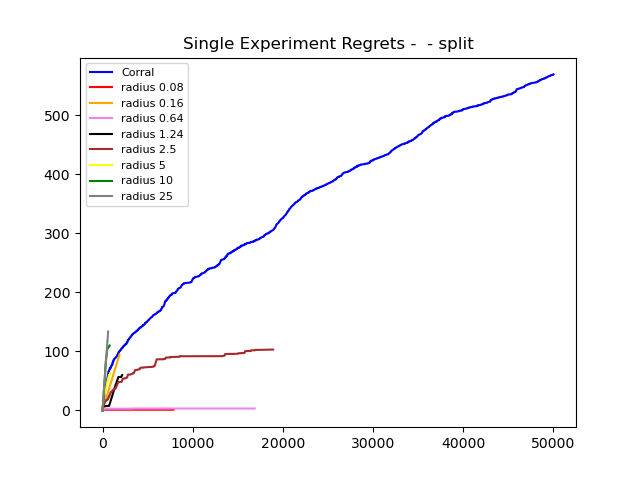 Single Experiment Regrets -  - split
Corral
radius 0.08
radius 0.16
radius 0.64
radius 1.24
radius 2.5
radius 5
radius 10
radius 25
500
400
300
200
100
0
0 10000 20000 30000 40000 50000